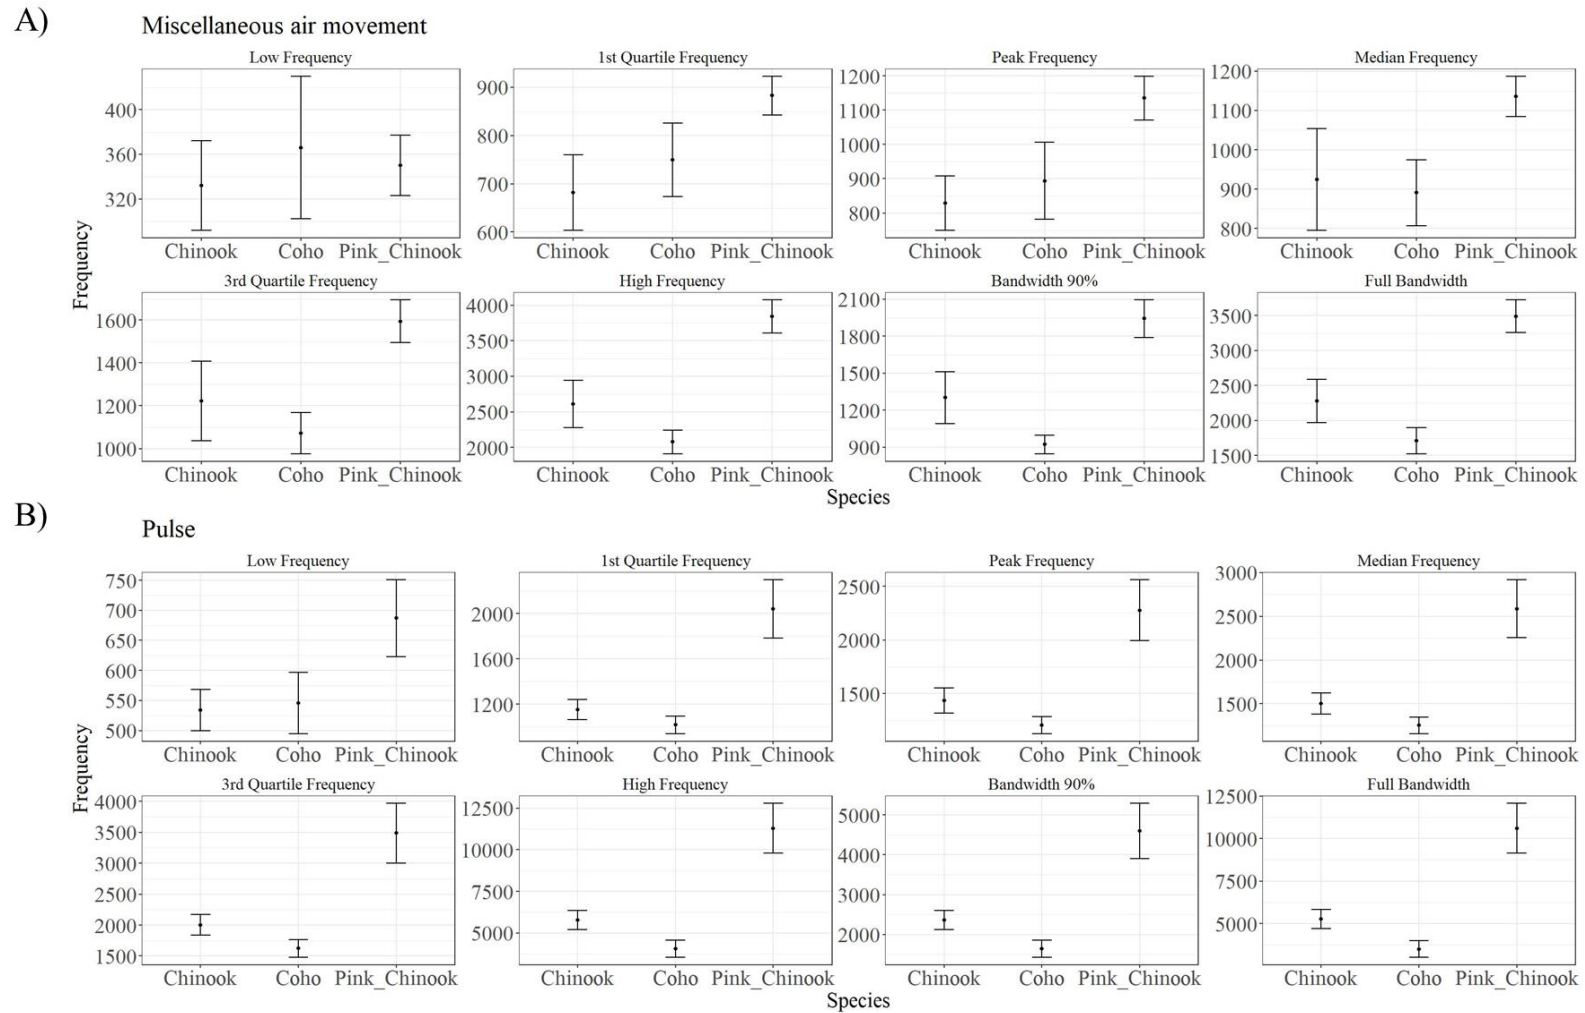 A)
Miscellaneous air movement
Low Frequency 1st Quartile Frequency Peak Frequency Median Frequency
400 900 1200 1200
360 800 1100 1100
320 700 1000 1000
600 900 900
800 800
Chinook Coho Pink_Chinook Chinook Coho Pink_Chinook Chinook Coho Pink_Chinook Chinook Coho Pink_Chinook
Frequency
3rd Quartile Frequency High Frequency Bandwidth 90% Full Bandwidth
1600 4000 2100 3500
1400 3500 1800 3000
1200 3000 1500 2500
1000 2500 1200 2000
2000 900 1500
Chinook Coho Pink_Chinook Chinook Coho Pink_Chinook Chinook Coho Pink_Chinook Chinook Coho Pink_Chinook
Species
B)
Pulse
Low Frequency 1st Quartile Frequency Peak Frequency Median Frequency
750 2000 2500 3000
700 1600 2000 2500
650 1200 1500 2000
600 1500
550
500
Chinook Coho Pink_Chinook Chinook Coho Pink_Chinook Chinook Coho Pink_Chinook Chinook Coho Pink_Chinook
Frequency
3rd Quartile Frequency High Frequency Bandwidth 90% Full Bandwidth
4000 12500 5000 12500
3500 10000 4000 10000
3000 7500 3000 7500
2500 5000 2000 5000
2000
1500
Chinook Coho Pink_Chinook Chinook Coho Pink_Chinook Chinook Coho Pink_Chinook Chinook Coho Pink_Chinook
Species